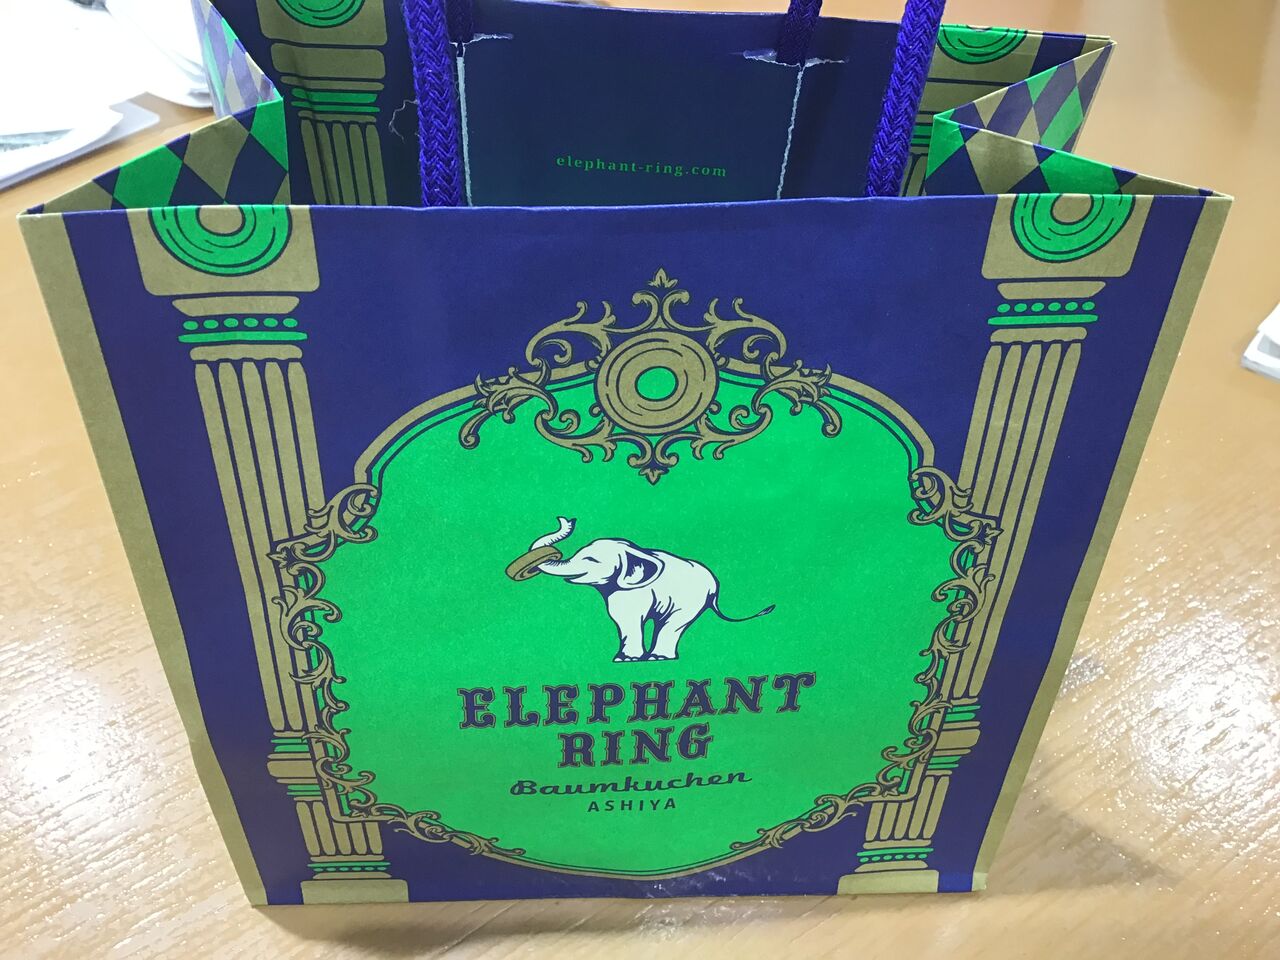 elephant-ring.com
ELEPHANT
RING
Baumkuchen
ASHIYA